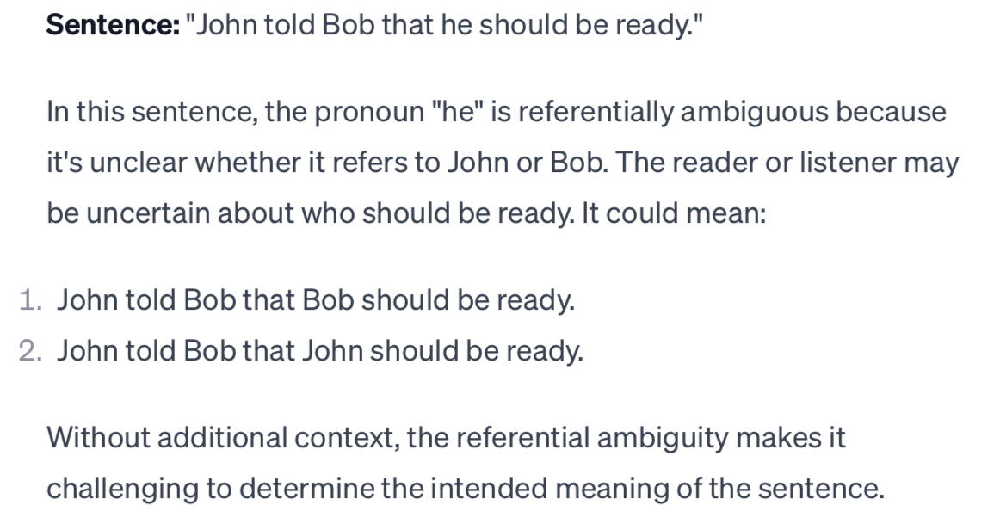 Sentence: "John told Bob that he should be ready."
In this sentence, the pronoun "he" is referentially ambiguous because
it's unclear whether it refers to John or Bob. The reader or listener may
be uncertain about who should be ready. It could mean:
1. John told Bob that Bob should be ready.
2. John told Bob that John should be ready.
Without additional context, the referential ambiguity makes it
challenging to determine the intended meaning of the sentence.